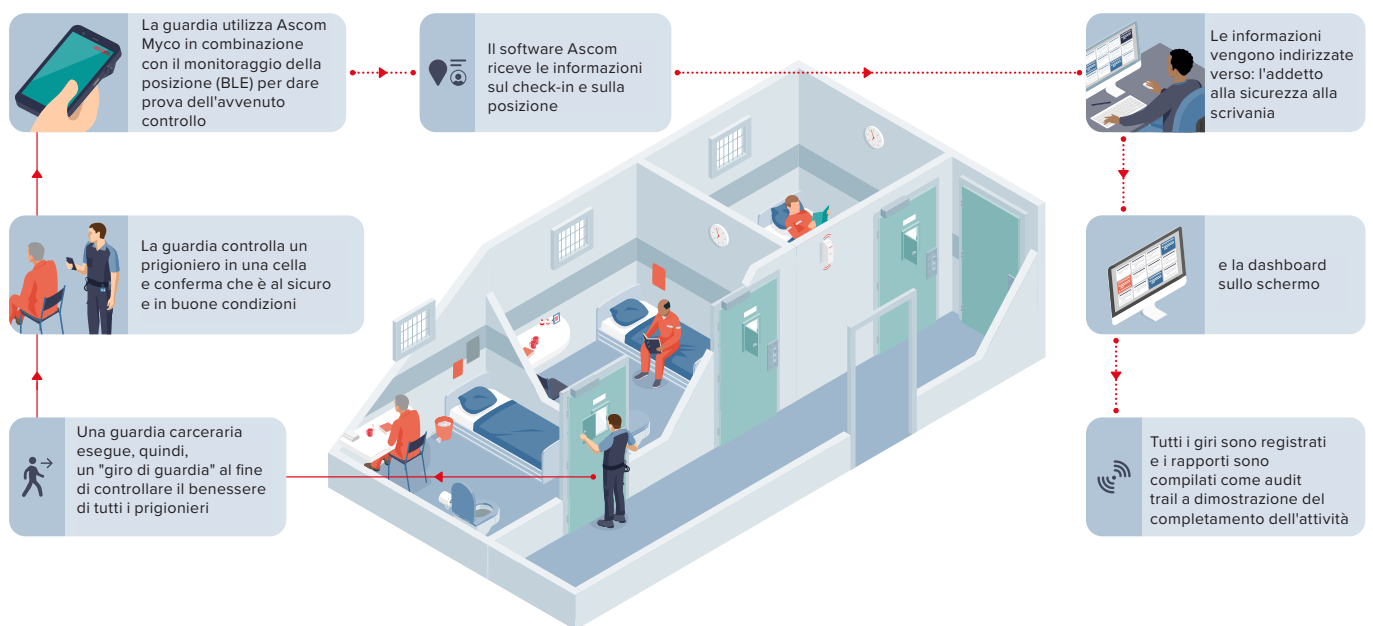 La guardia utilizza Ascom
Myco in combinazione
con il monitoraggio della
posizione (BLE) per dare
prova dell'avvenuto
controllo
Il software Ascom
riceve le informazioni
sul check-in e sulla
posizione
Le informazioni
vengono indirizzate
verso: l'addetto
alla sicurezza alla
scrivania
La guardia controlla un
prigioniero in una cella
e conferma che è al sicuro
e in buone condizioni
e la dashboard
sullo schermo
Una guardia carceraria
esegue, quindi,
un "giro di guardia" al fine
di controllare il benessere
di tutti i prigionieri
Tutti i giri sono registrati
e i rapporti sono
compilati come audit
trail a dimostrazione del
completamento dell'attività